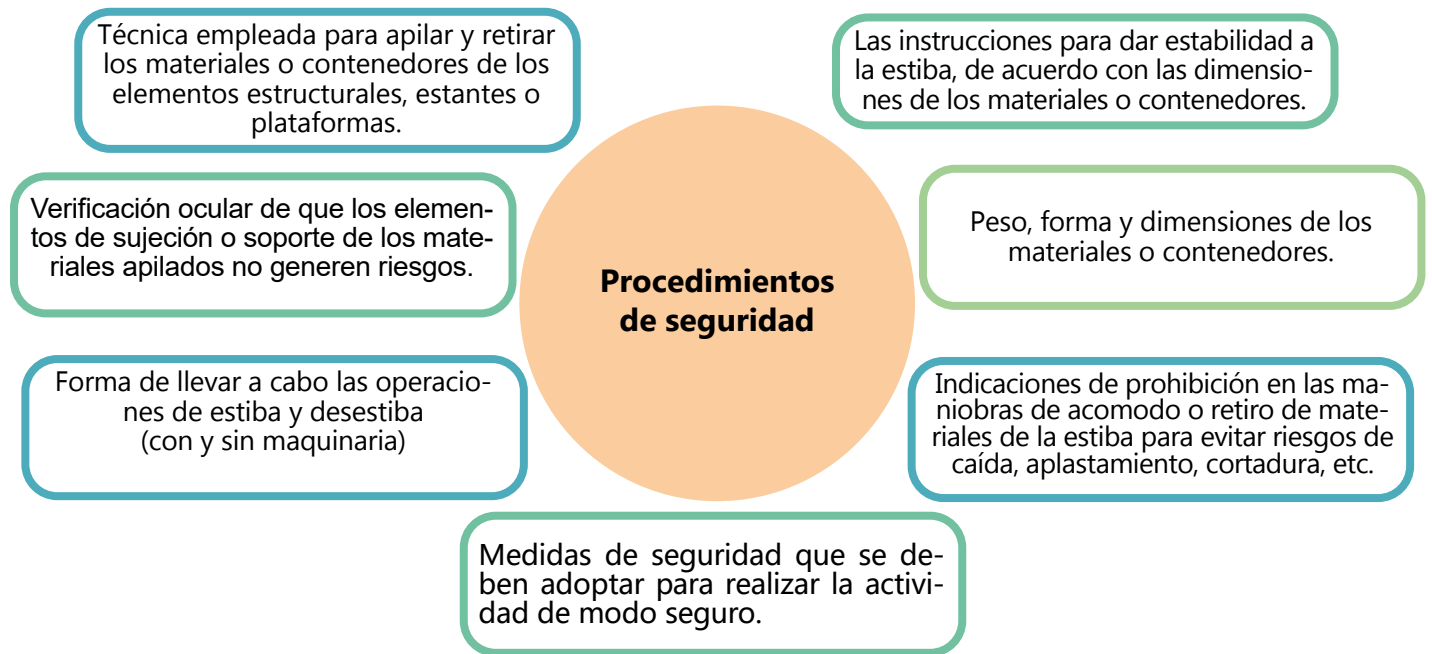 Técnica empleada para apilar y retirar
los materiales o contenedores de los
elementos estructurales, estantes o
plataformas.
Las instrucciones para dar estabilidad a
la estiba, de acuerdo con las dimensio-
nes de los materiales o contenedores.
Verificación ocular de que los elemen-
tos de sujeción o soporte de los mate-
riales apilados no generen riesgos.
Peso, forma y dimensiones de los
materiales o contenedores.
Procedimientos
de seguridad
Forma de llevar a cabo las operacio-
nes de estiba y desestiba
(con y sin maquinaria)
Indicaciones de prohibición en las ma-
niobras de acomodo o retiro de mate-
riales de la estiba para evitar riesgos de
caída, aplastamiento, cortadura, etc.
Medidas de seguridad que se de-
ben adoptar para realizar la activi-
dad de modo seguro.